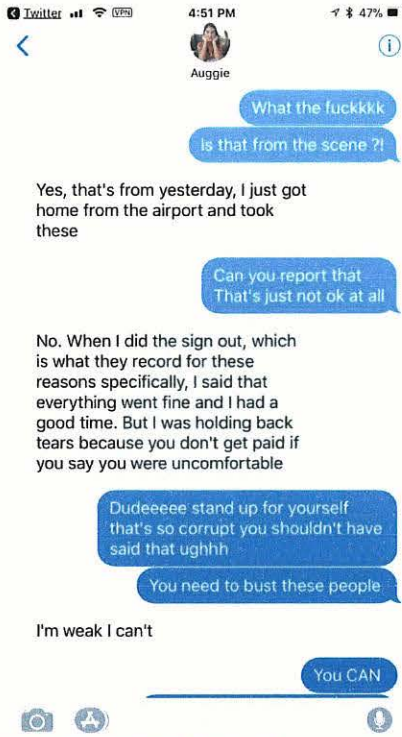 Twitter VPN 4:51 PM 47%
Auggie
What the fuckkkk
Is that from the scene ?!
Yes, that's from yesterday, I just got
home from the airport and took
these
Can you report that
That's just not ok at all
No. When I did the sign out, which
is what they record for these
reasons specifically, I said that
everything went fine and I had a
good time. But I was holding back
tears because you don't get paid if
you say you were uncomfortable
Dudeeeee stand up for yourself
that's so corrupt you shouldn't have
said that ughhh
You need to bust these people
I'm weak I can't
You CAN